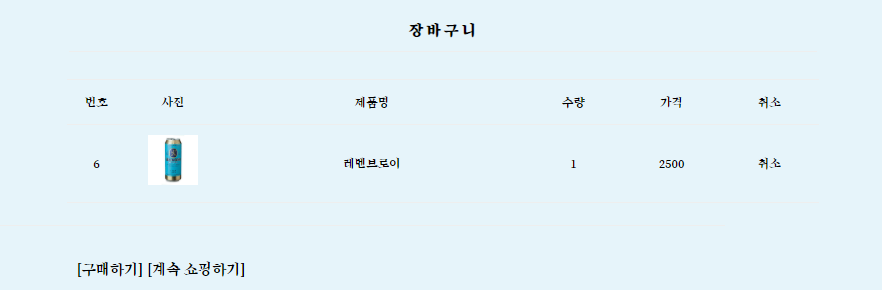 장바구니
번호 사진 제품명 수량 가격 취소
6 레멘브로이 1 2500 취소
[구매하기] [계속 쇼핑하기]